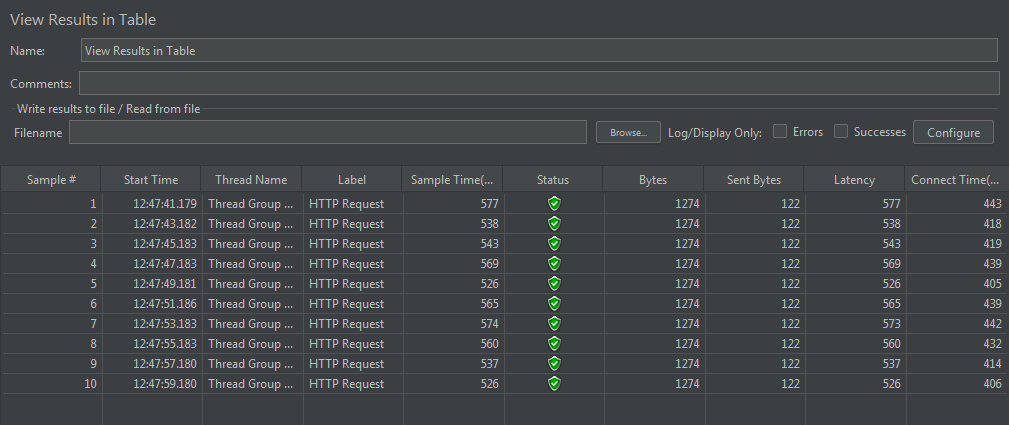 View Results in Table
Name: View Results in Table
Comments:
Write results to file / Read from file
Filename Browse... Log/Display Only: Errors Successes Configure
Sample # Start Time Thread Name Label Sample Time(... Status Bytes Sent Bytes Latency Connect Time(...
1 12:47:41.179 Thread Group ... HTTP Request 577 1274 122 577 443
2 12:47:43.182 Thread Group ... HTTP Request 538 1274 122 538 418
3 12:47:45.183 Thread Group ... HTTP Request 543 1274 122 543 419
4 12:47:47.183 Thread Group ... HTTP Request 569 1274 122 569 439
5 12:47:49.181 Thread Group ... HTTP Request 526 1274 122 526 405
6 12:47:51.186 Thread Group ... HTTP Request 565 1274 122 565 439
7 12:47:53.183 Thread Group ... HTTP Request 574 1274 122 573 442
8 12:47:55.183 Thread Group ... HTTP Request 560 1274 122 560 432
9 12:47:57.180 Thread Group ... HTTP Request 537 1274 122 537 414
10 12:47:59.180 Thread Group ... HTTP Request 526 1274 122 526 406